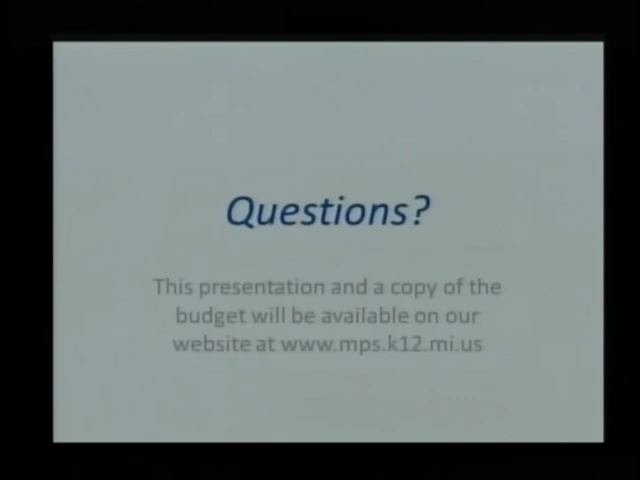 Questions?
This presentation and a copy of the
budget will be available on our
website at www.mps.k12.mi.us